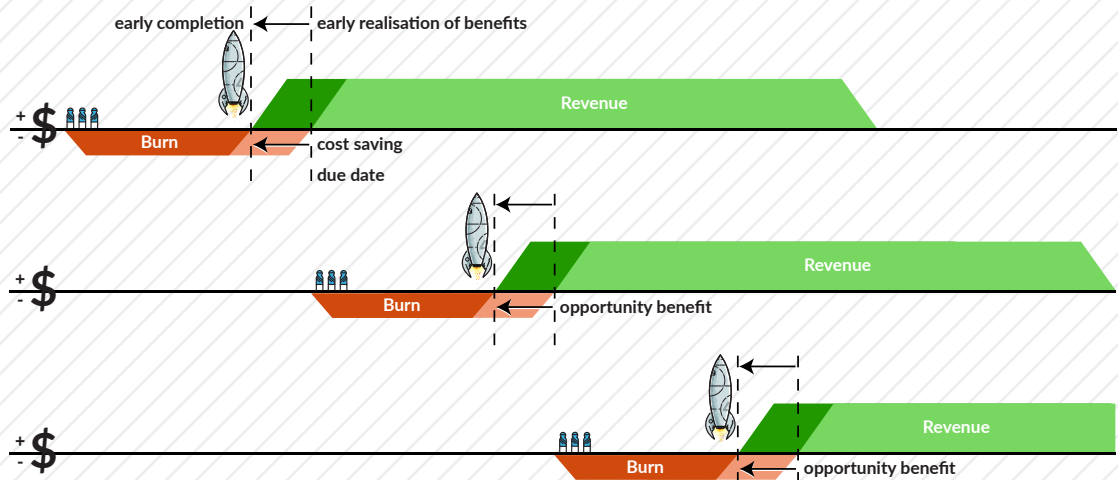 early completion
early realisation of benefits
Revenue
+
- $
Burn
cost saving
due date
Revenue
+
- $
Burn
opportunity benefit
Revenue
+
- $
Burn
opportunity benefit